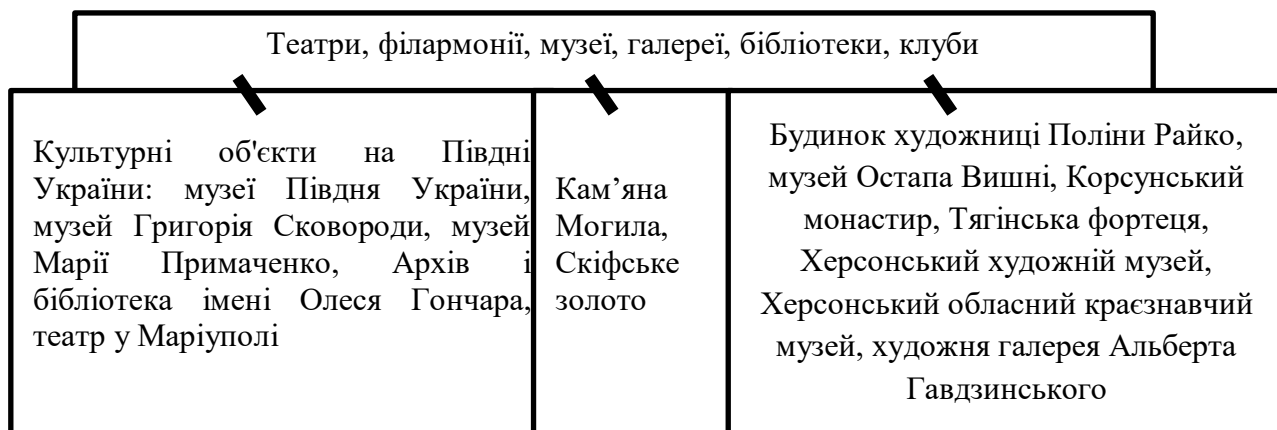 Театри, філармонії, музеї, галереї, бібліотеки, клуби
Культурні об'єкти на Півдні
України: музеї Півдня України,
музей Григорія Сковороди, музей
Марії Примаченко, Архів і
бібліотека імені Олеся Гончара,
театр у Маріуполі
Кам’яна
Могила,
Скіфське
золото
Будинок художниці Поліни Райко,
музей Остапа Вишні, Корсунський
монастир, Тягінська фортеця,
Херсонський художній музей,
Херсонський обласний краєзнавчий
музей, художня галерея Альберта
Гавдзинського